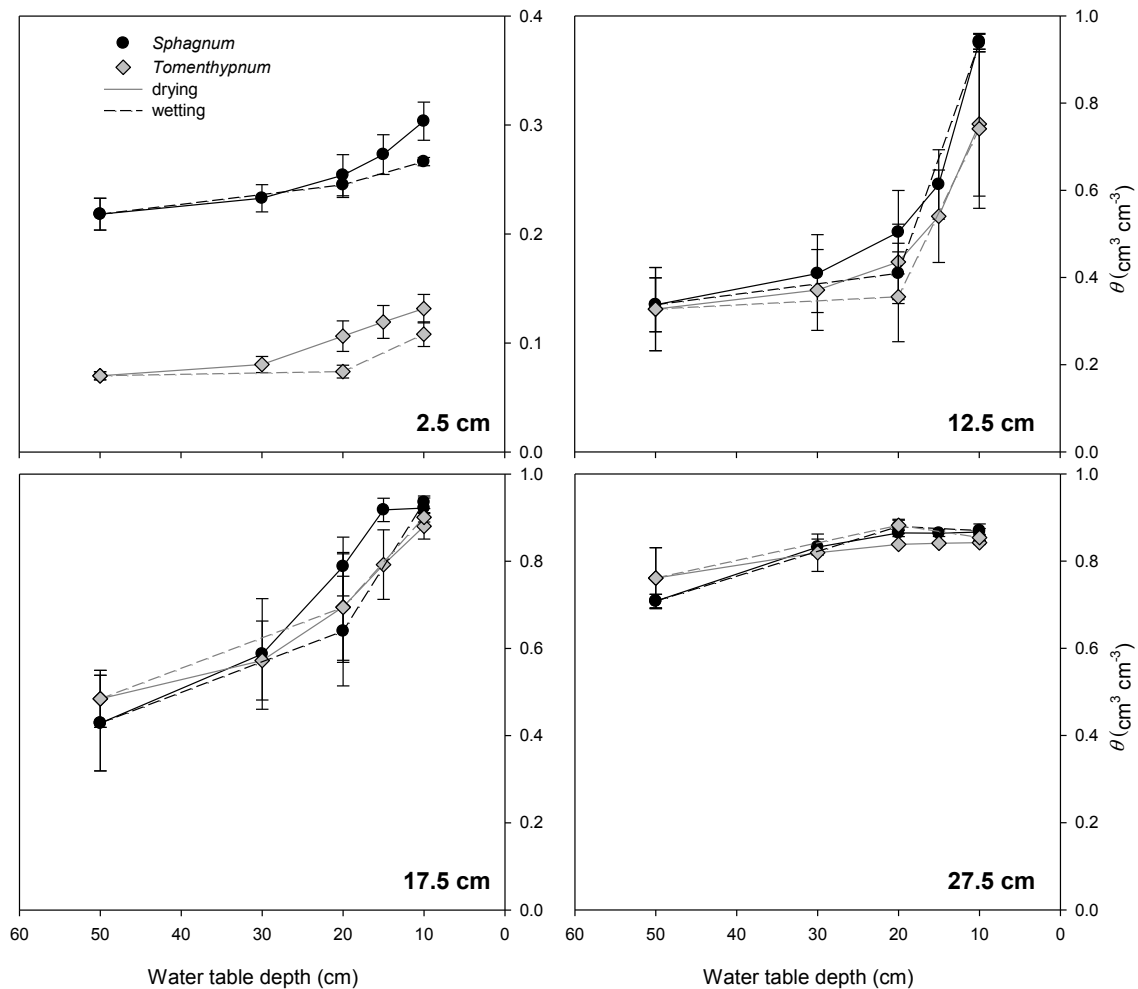 Sphagnum
Tomenthypnum
drying
wetting
0.4
0.3
0.2
0.1
0.0
2.5 cm
1.0
0.8
0.6
0.4
0.2
0.0
θ (cm³ cm⁻³)
12.5 cm
1.0
0.8
0.6
0.4
0.2
0.0
17.5 cm
60 50 40 30 20 10 0
Water table depth (cm)
1.0
0.8
0.6
0.4
0.2
0.0
θ (cm³ cm⁻³)
27.5 cm
60 50 40 30 20 10 0
Water table depth (cm)